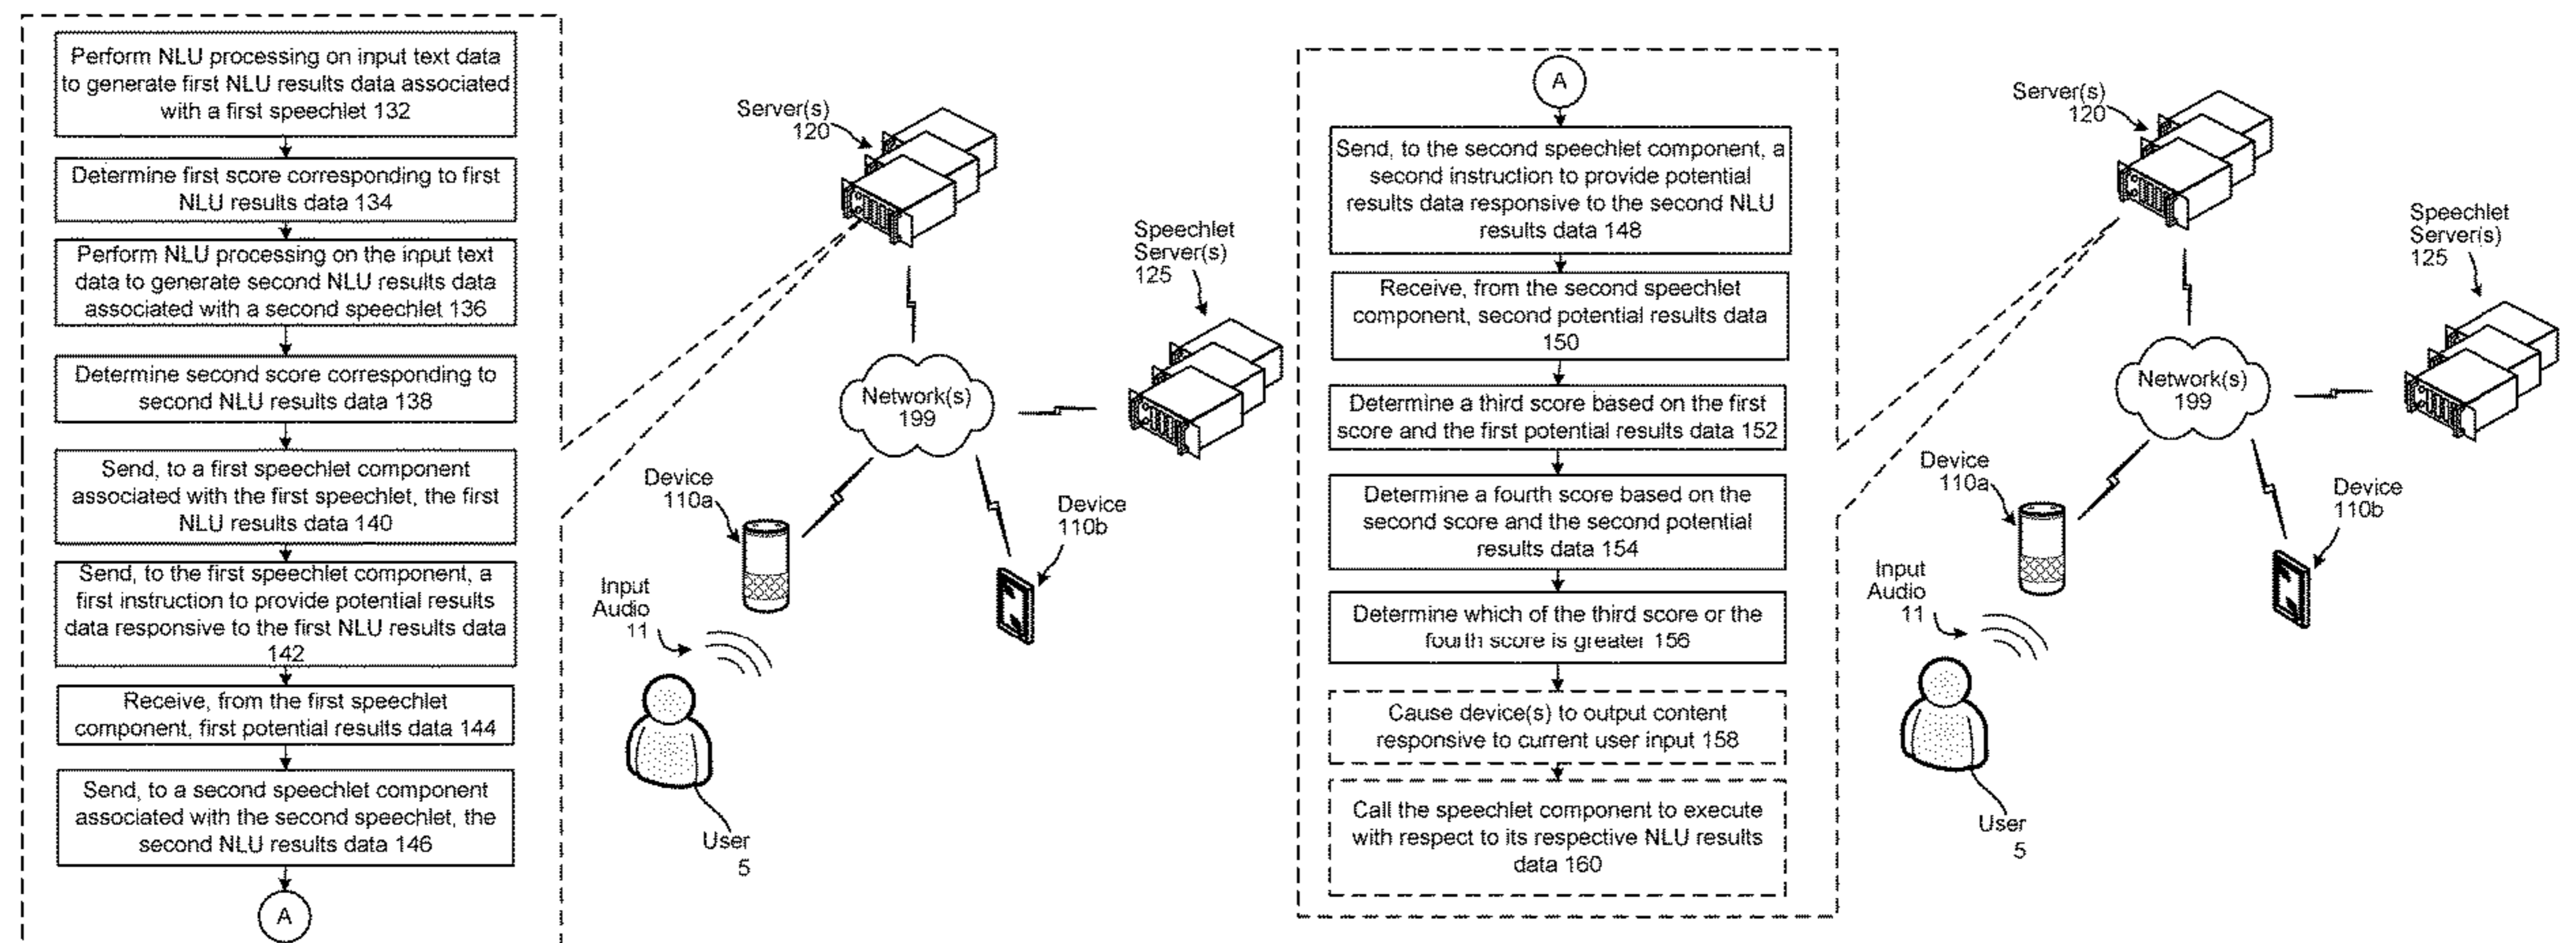 Perform NLU processing on input text data
to generate first NLU results data associated
with a first speechlet 132
Determine first score corresponding to first
NLU results data 134
Perform NLU processing on the input text
data to generate second NLU results data
associated with a second speechlet 136
Determine second score corresponding to
second NLU results data 138
Send, to a first speechlet component
associated with the first speechlet, the first
NLU results data 140
Send, to the first speechlet component, a
first instruction to provide potential results
data responsive to the first NLU results data
142
Receive, from the first speechlet
component, first potential results data 144
Send, to a second speechlet component
associated with the second speechlet, the
second NLU results data 146
A
Server(s)
120
Speechlet
Server(s)
125
Network(s)
199
Device
110a
Device
110b
Input
Audio
11
User
5
A
Send, to the second speechlet component, a
second instruction to provide potential
results data responsive to the second NLU
results data 148
Receive, from the second speechlet
component, second potential results data
150
Determine a third score based on the first
score and the first potential results data 152
Determine a fourth score based on the
second score and the second potential
results data 154
Determine which of the third score or the
fourth score is greater 156
Cause device(s) to output content
responsive to current user input 158
Call the speechlet component to execute
with respect to its respective NLU results
data 160
Server(s)
120
Speechlet
Server(s)
125
Network(s)
199
Device
110a
Device
110b
Input
Audio
11
User
5